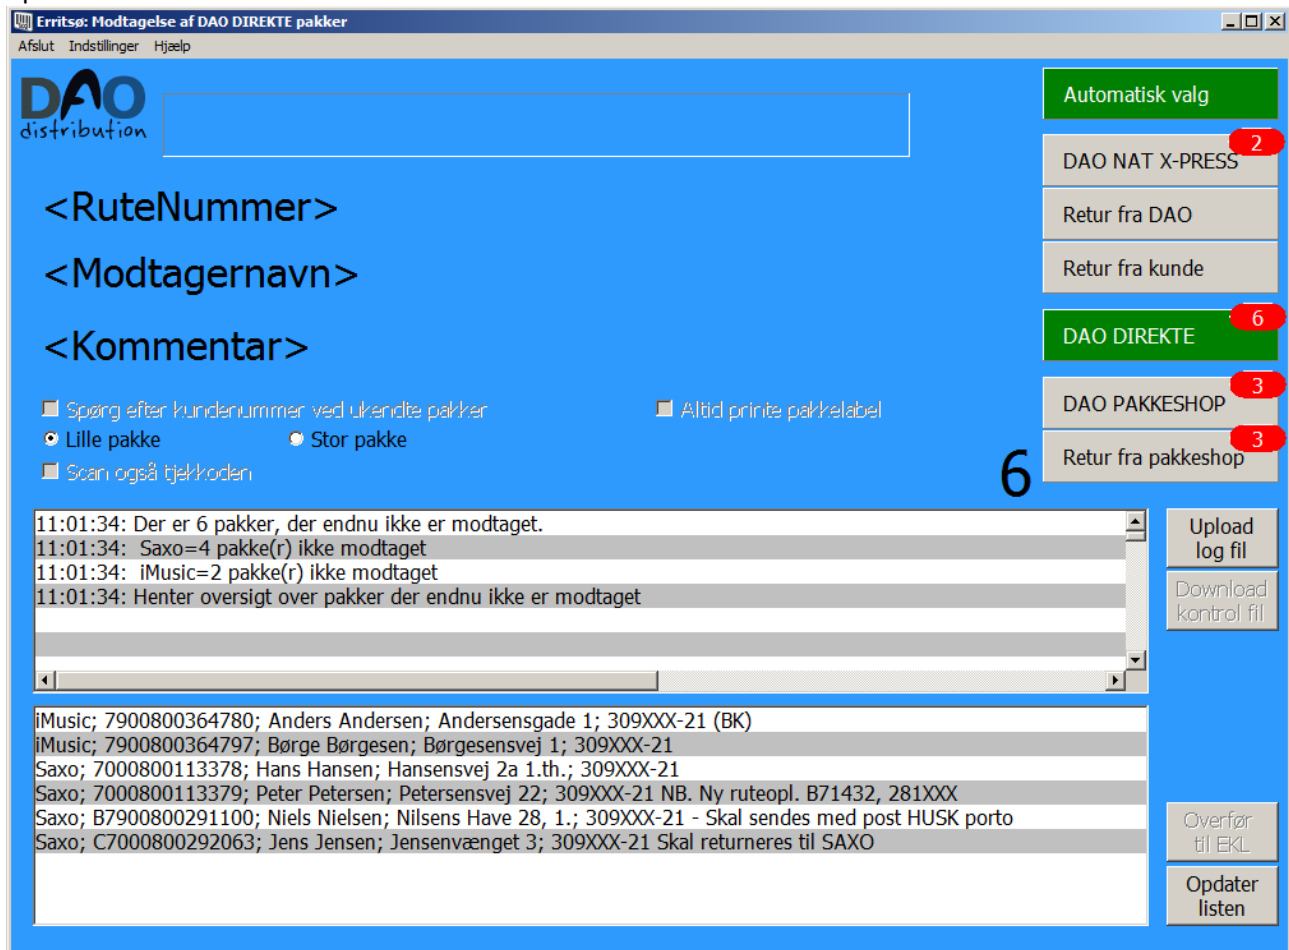 Erritsø: Modtagelse af DAO DIREKTE pakker
Afslut Indstillinger Hjælp
DAO
distribution
Automatisk valg
2
DAO NAT X-PRESS
<RuteNummer>
Retur fra DAO
<Modtagernavn>
Retur fra kunde
6
DAO DIREKTE
<Kommentar>
3
DAO PAKKESHOP
Spørg efter kundenummer ved ukendte pakker
Altid printe pakkelabel
Lille pakke Stor pakke
3
Retur fra pakkeshop
Scan også tjekkoden
6
11:01:34: Der er 6 pakker, der endnu ikke er modtaget.
11:01:34: Saxo=4 pakke(r) ikke modtaget
11:01:34: iMusic=2 pakke(r) ikke modtaget
11:01:34: Henter oversigt over pakker der endnu ikke er modtaget
Upload
log fil
Download
kontrol fil
iMusic; 7900800364780; Anders Andersen; Andersensgade 1; 309XXX-21 (BK)
iMusic; 7900800364797; Børge Børgesen; Børgesensvej 1; 309XXX-21
Saxo; 7000800113378; Hans Hansen; Hansensvej 2a 1.th.; 309XXX-21
Saxo; 7000800113379; Peter Petersen; Petersensvej 22; 309XXX-21 NB. Ny ruteopl. B71432, 281XXX
Saxo; B7900800291100; Niels Nielsen; Nilsens Have 28, 1.; 309XXX-21 - Skal sendes med post HUSK porto
Saxo; C7000800292063; Jens Jensen; Jensenvænget 3; 309XXX-21 Skal returneres til SAXO
Overfør
til EKL
Opdater
listen